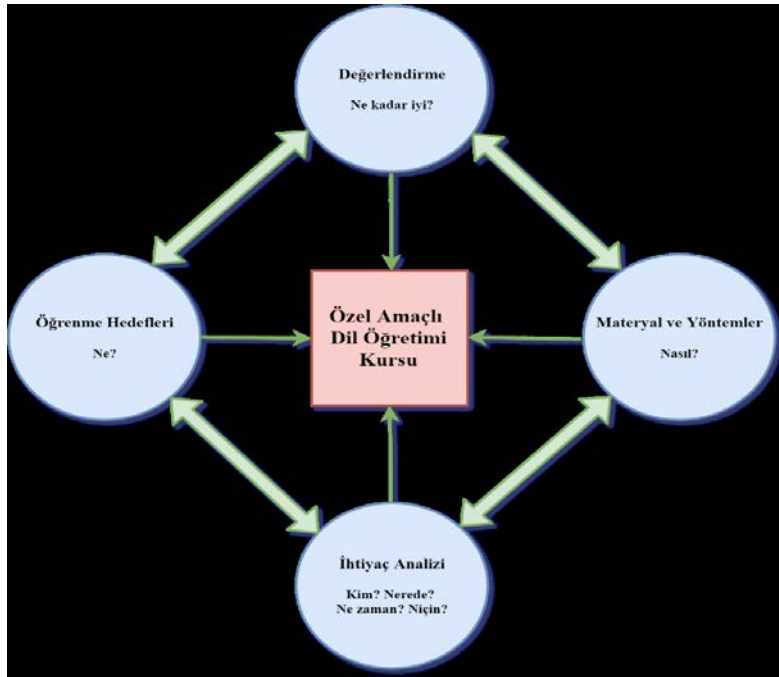 Değerlendirme
Ne kadar iyi?
Öğrenme Hedefleri
Ne?
Özel Amaçlı
Dil Öğretimi
Kursu
Materyal ve Yöntemler
Nasıl?
İhtiyaç Analizi
Kim? Nerede?
Ne zaman? Niçin?